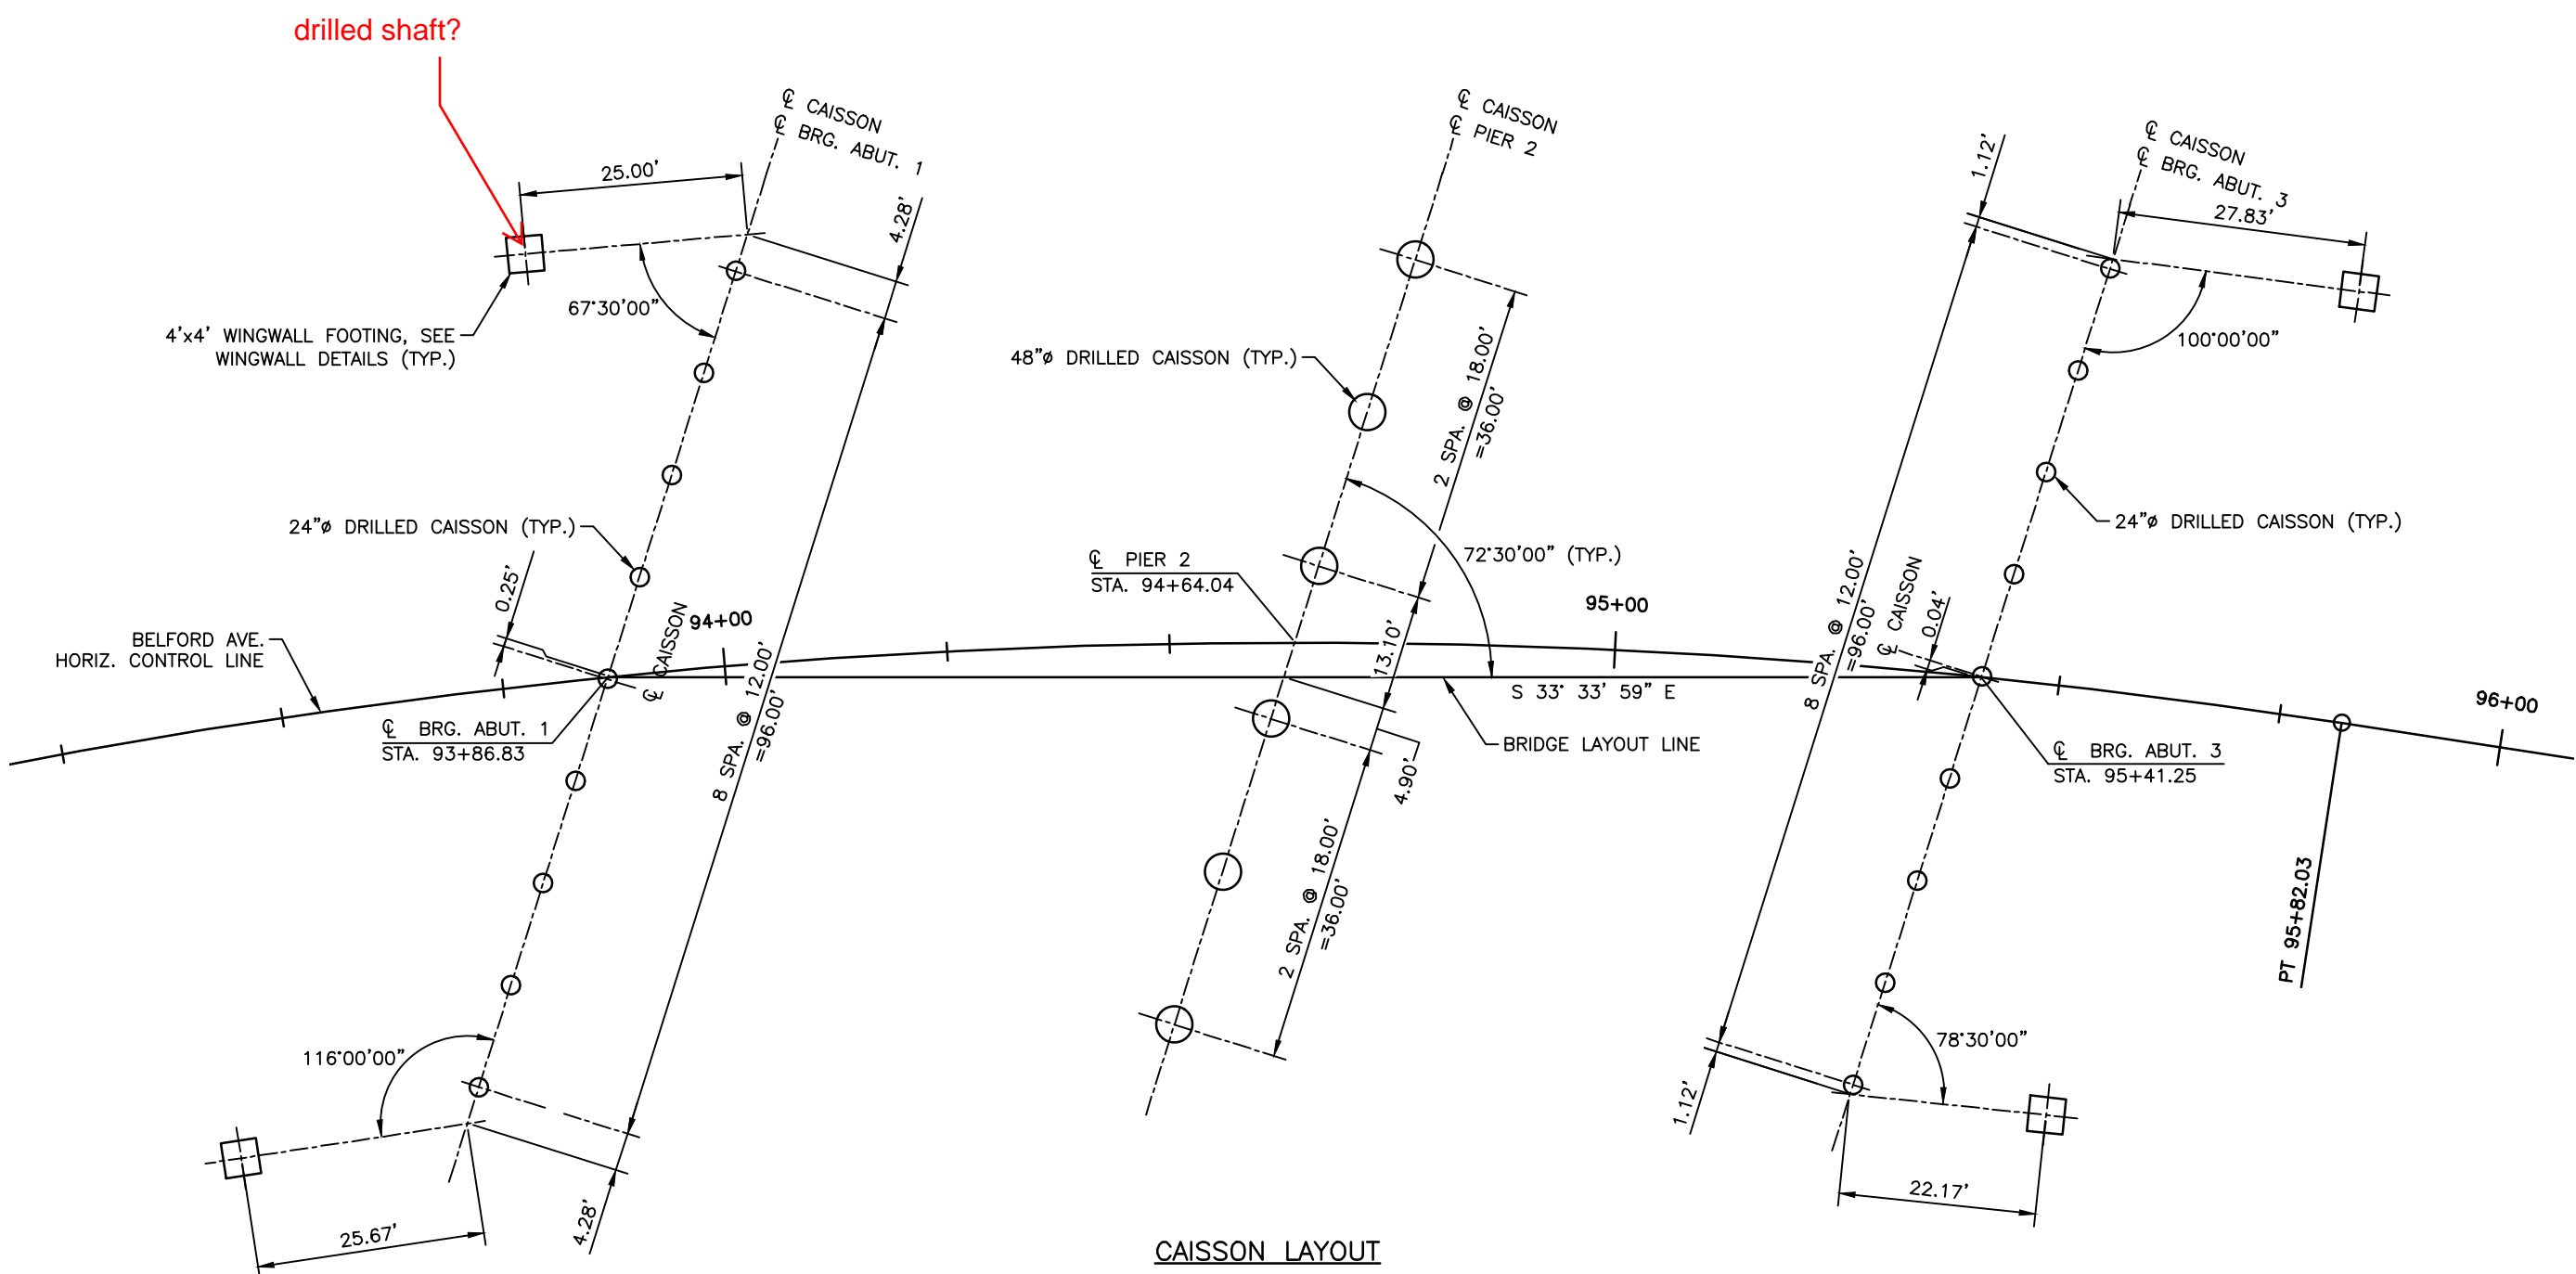 drilled shaft?
℄ CAISSON
℄ BRG. ABUT. 1
25.00'
4.28'
67°30'00"
4'x4' WINGWALL FOOTING, SEE
WINGWALL DETAILS (TYP.)
24"ø DRILLED CAISSON (TYP.)
0.25'
BELFORD AVE.
HORIZ. CONTROL LINE
℄ CAISSON
94+00
℄ BRG. ABUT. 1
STA. 93+86.83
8 SPA. @ 12.00'
=96.00'
116°00'00"
25.67'
4.28'
℄ CAISSON
℄ PIER 2
48"ø DRILLED CAISSON (TYP.)
2 SPA. @ 18.00'
=36.00'
72°30'00" (TYP.)
℄ PIER 2
STA. 94+64.04
95+00
13.10'
S 33° 33' 59" E
BRIDGE LAYOUT LINE
4.90'
2 SPA. @ 18.00'
=36.00'
1.12'
℄ CAISSON
℄ BRG. ABUT. 3
27.83'
100°00'00"
24"ø DRILLED CAISSON (TYP.)
8 SPA. @ 12.00'
=96.00'
℄ CAISSON
0.04'
96+00
℄ BRG. ABUT. 3
STA. 95+41.25
PT 95+82.03
78°30'00"
1.12'
22.17'
CAISSON LAYOUT